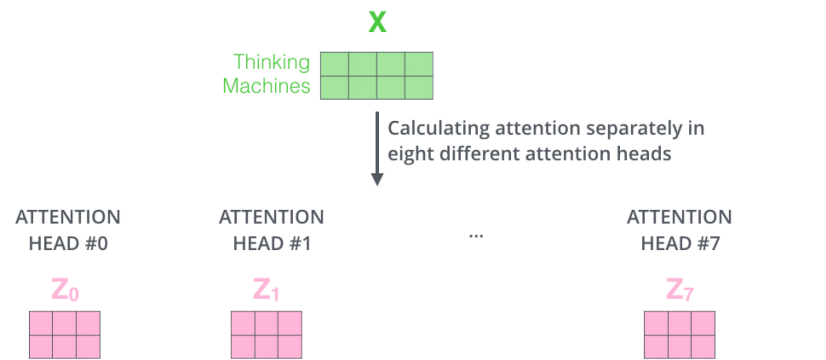 X
Thinking
Machines
Calculating attention separately in
eight different attention heads
ATTENTION
HEAD #0
ATTENTION
HEAD #1
...
ATTENTION
HEAD #7
Z0
Z1
Z7